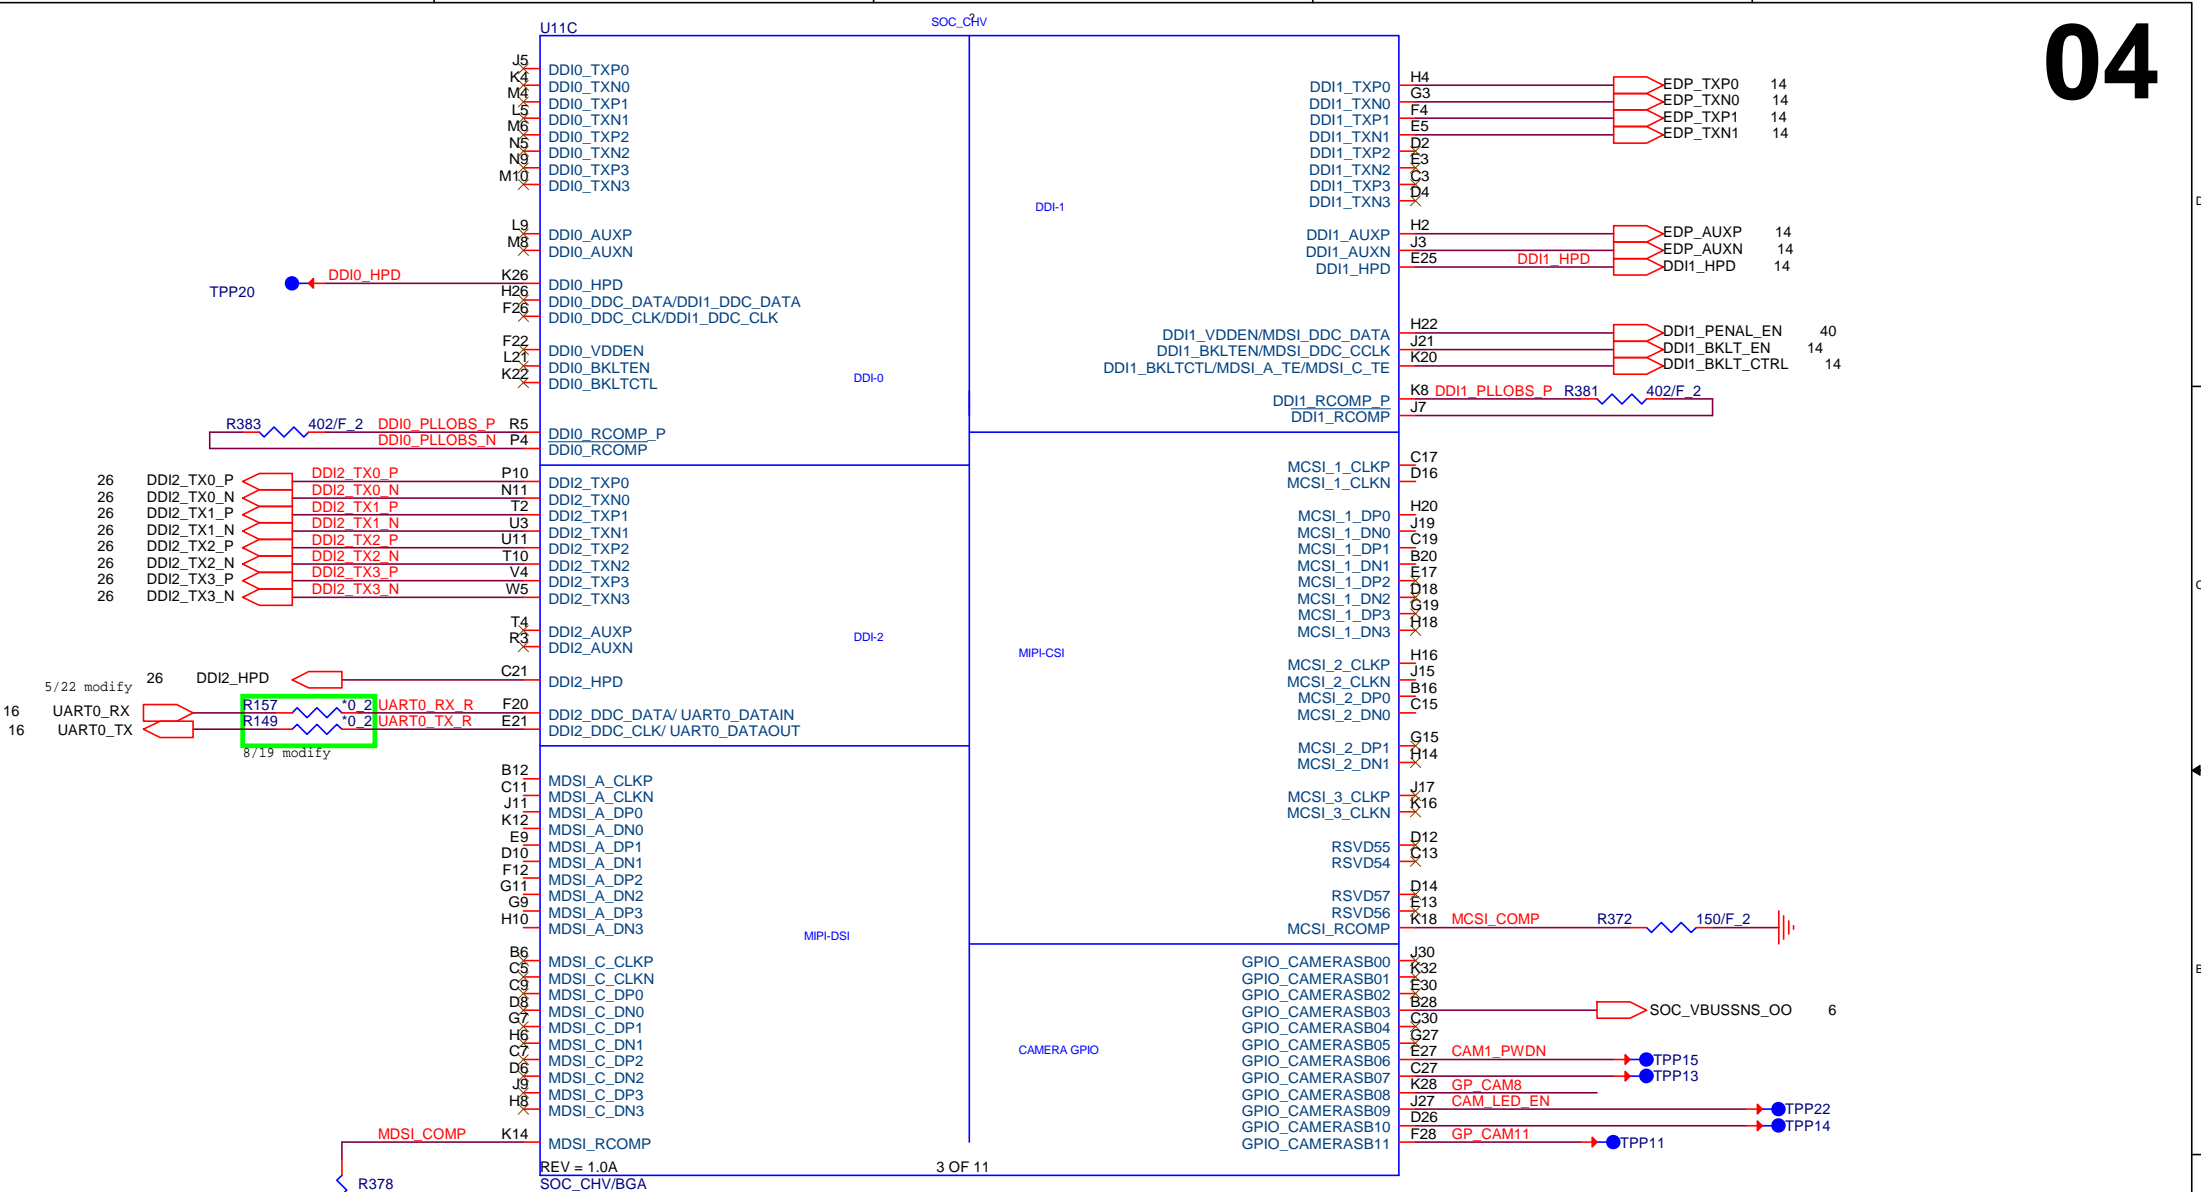 04
U11C
SOC_CHV
2
J5 DDI0_TXP0
K4 DDI0_TXN0
M4 DDI0_TXP1
L5 DDI0_TXN1
M6 DDI0_TXP2
N5 DDI0_TXN2
N9 DDI0_TXP3
M10 DDI0_TXN3
L9 DDI0_AUXP
M8 DDI0_AUXN
TPP20 DDI0_HPD K26 DDI0_HPD
H26 DDI0_DDC_DATA/DDI1_DDC_DATA
F26 DDI0_DDC_CLK/DDI1_DDC_CLK
F22 DDI0_VDDEN
L21 DDI0_BKLTEN
K22 DDI0_BKLTCTL
DDI-0
R383 402/F_2 DDI0_PLLOBS_P R5 DDI0_RCOMP_P
DDI0_PLLOBS_N P4 DDI0_RCOMP
26 DDI2_TX0_P DDI2_TX0_P P10 DDI2_TXP0
26 DDI2_TX0_N DDI2_TX0_N N11 DDI2_TXN0
26 DDI2_TX1_P DDI2_TX1_P T2 DDI2_TXP1
26 DDI2_TX1_N DDI2_TX1_N U3 DDI2_TXN1
26 DDI2_TX2_P DDI2_TX2_P U11 DDI2_TXP2
26 DDI2_TX2_N DDI2_TX2_N T10 DDI2_TXN2
26 DDI2_TX3_P DDI2_TX3_P V4 DDI2_TXP3
26 DDI2_TX3_N DDI2_TX3_N W5 DDI2_TXN3
T4 DDI2_AUXP
R3 DDI2_AUXN
DDI-2
26 DDI2_HPD C21 DDI2_HPD
5/22 modify
16 UART0_RX R157 *0_2 UART0_RX_R F20 DDI2_DDC_DATA/ UART0_DATAIN
16 UART0_TX R149 *0_2 UART0_TX_R E21 DDI2_DDC_CLK/ UART0_DATAOUT
8/19 modify
B12 MDSI_A_CLKP
C11 MDSI_A_CLKN
J11 MDSI_A_DP0
K12 MDSI_A_DN0
E9 MDSI_A_DP1
D10 MDSI_A_DN1
F12 MDSI_A_DP2
G11 MDSI_A_DN2
G9 MDSI_A_DP3
H10 MDSI_A_DN3
MIPI-DSI
B6 MDSI_C_CLKP
C5 MDSI_C_CLKN
C9 MDSI_C_DP0
D8 MDSI_C_DN0
G7 MDSI_C_DP1
H6 MDSI_C_DN1
C7 MDSI_C_DP2
D6 MDSI_C_DN2
J9 MDSI_C_DP3
H8 MDSI_C_DN3
MDSI_COMP K14 MDSI_RCOMP
R378
REV = 1.0A
3 OF 11
SOC_CHV/BGA
DDI1_TXP0 H4 EDP_TXP0 14
DDI1_TXN0 G3 EDP_TXN0 14
DDI1_TXP1 F4 EDP_TXP1 14
DDI1_TXN1 E5 EDP_TXN1 14
DDI1_TXP2 D2
DDI1_TXN2 E3
DDI1_TXP3 C3
DDI1_TXN3 D4
DDI-1
DDI1_AUXP H2 EDP_AUXP 14
DDI1_AUXN J3 EDP_AUXN 14
DDI1_HPD E25 DDI1_HPD DDI1_HPD 14
DDI1_VDDEN/MDSI_DDC_DATA H22 DDI1_PENAL_EN 40
DDI1_BKLTEN/MDSI_DDC_CCLK J21 DDI1_BKLT_EN 14
DDI1_BKLTCTL/MDSI_A_TE/MDSI_C_TE K20 DDI1_BKLT_CTRL 14
DDI1_RCOMP_P K8 DDI1_PLLOBS_P R381 402/F_2
DDI1_RCOMP J7
MCSI_1_CLKP C17
MCSI_1_CLKN D16
MCSI_1_DP0 H20
MCSI_1_DN0 J19
MCSI_1_DP1 C19
MCSI_1_DN1 B20
MCSI_1_DP2 E17
MCSI_1_DN2 D18
MCSI_1_DP3 G19
MCSI_1_DN3 H18
MIPI-CSI
MCSI_2_CLKP H16
MCSI_2_CLKN J15
MCSI_2_DP0 B16
MCSI_2_DN0 C15
MCSI_2_DP1 G15
MCSI_2_DN1 H14
MCSI_3_CLKP J17
MCSI_3_CLKN K16
RSVD55 D12
RSVD54 C13
RSVD57 D14
RSVD56 E13
MCSI_RCOMP K18 MCSI_COMP R372 150/F_2
GPIO_CAMERASB00 J30
GPIO_CAMERASB01 K32
GPIO_CAMERASB02 E30
GPIO_CAMERASB03 B28 SOC_VBUSSNS_OO 6
GPIO_CAMERASB04 C30
GPIO_CAMERASB05 G27
CAMERA GPIO
GPIO_CAMERASB06 E27 CAM1_PWDN TPP15
GPIO_CAMERASB07 C27 TPP13
GPIO_CAMERASB08 K28 GP_CAM8
GPIO_CAMERASB09 J27 CAM_LED_EN TPP22
GPIO_CAMERASB10 D26 TPP14
GPIO_CAMERASB11 F28 GP_CAM11 TPP11